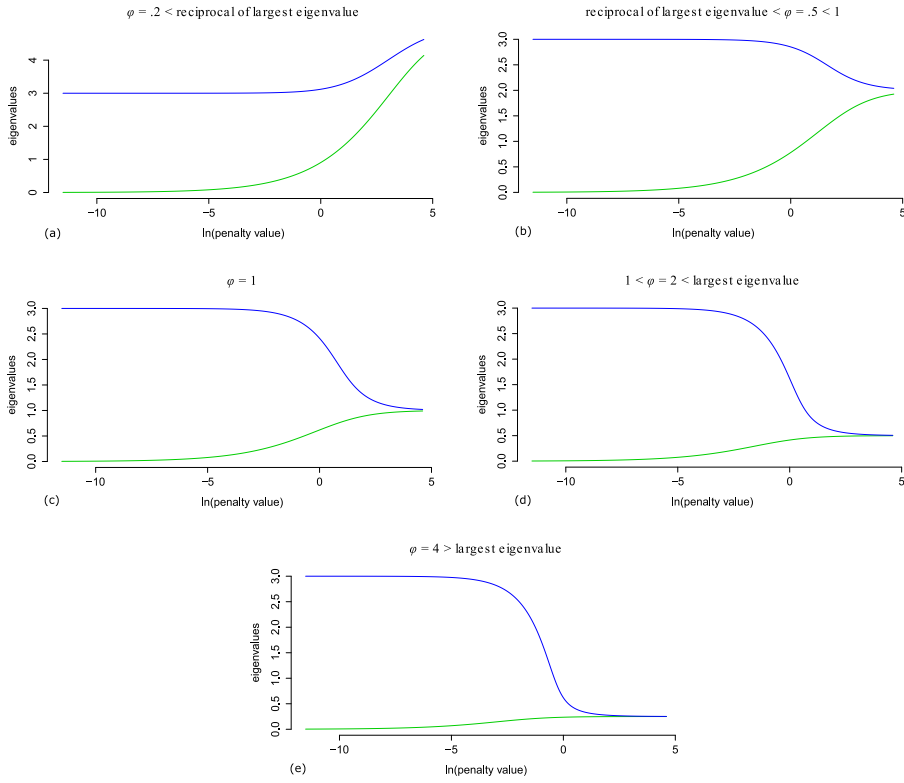 φ = .2 < reciprocal of largest eigenvalue
eigenvalues
0 1 2 3 4
−10 −5 0 5
ln(penalty value)
(a)
reciprocal of largest eigenvalue < φ = .5 < 1
eigenvalues
0.0 0.5 1.0 1.5 2.0 2.5 3.0
−10 −5 0 5
ln(penalty value)
(b)
φ = 1
eigenvalues
0.0 0.5 1.0 1.5 2.0 2.5 3.0
−10 −5 0 5
ln(penalty value)
(c)
1 < φ = 2 < largest eigenvalue
eigenvalues
0.0 0.5 1.0 1.5 2.0 2.5 3.0
−10 −5 0 5
ln(penalty value)
(d)
φ = 4 > largest eigenvalue
eigenvalues
0.0 0.5 1.0 1.5 2.0 2.5 3.0
−10 −5 0 5
ln(penalty value)
(e)